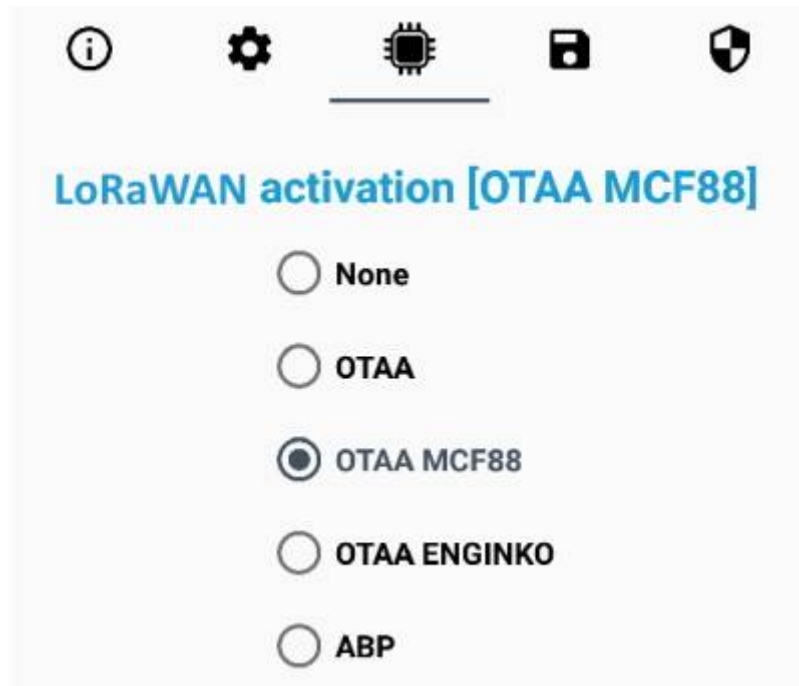 LoRaWAN activation [OTAA MCF88]
None
OTAA
OTAA MCF88
OTAA ENGINKO
ABP